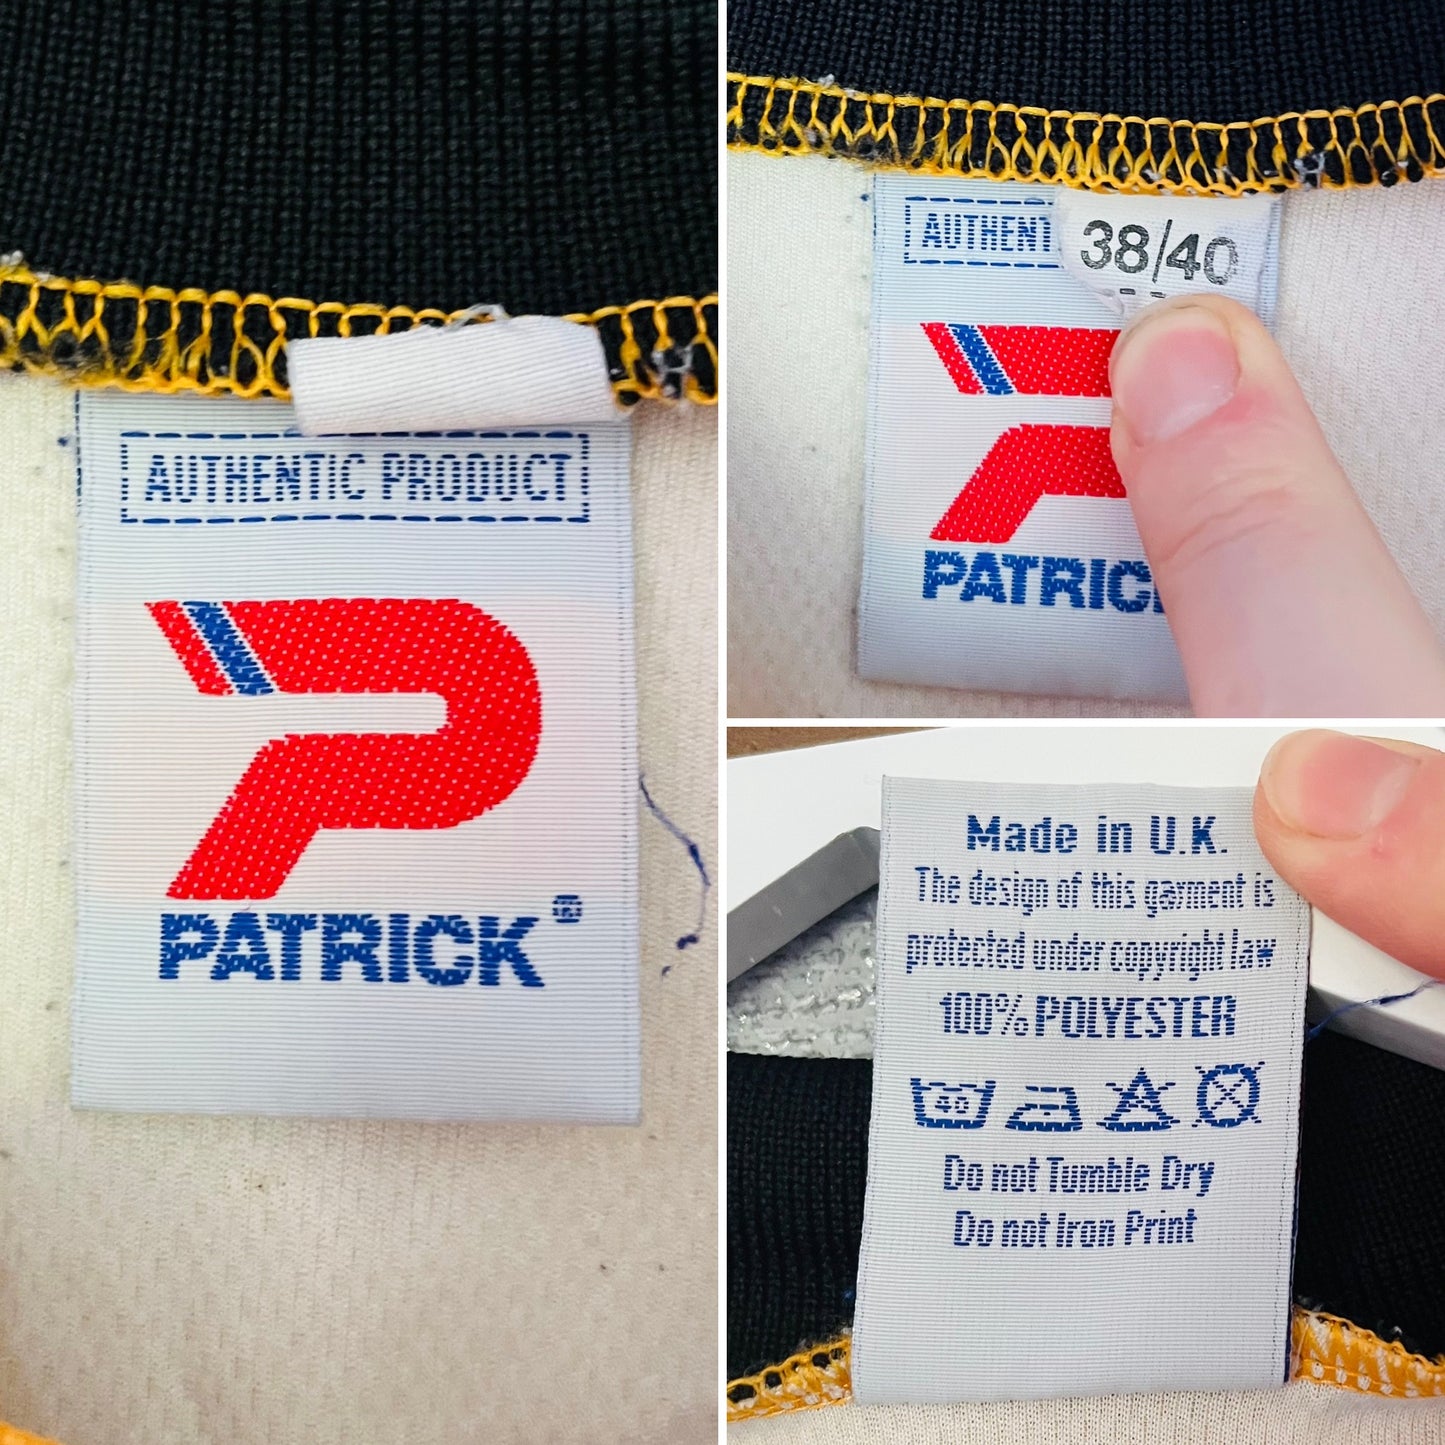 AUTHENTIC PRODUCT
PATRICK®
AUTHENT
38/40
PATRIC
Made in U.K.
The design of this garment is
protected under copyright law
100% POLYESTER
40
Do not Tumble Dry
Do not Iron Print